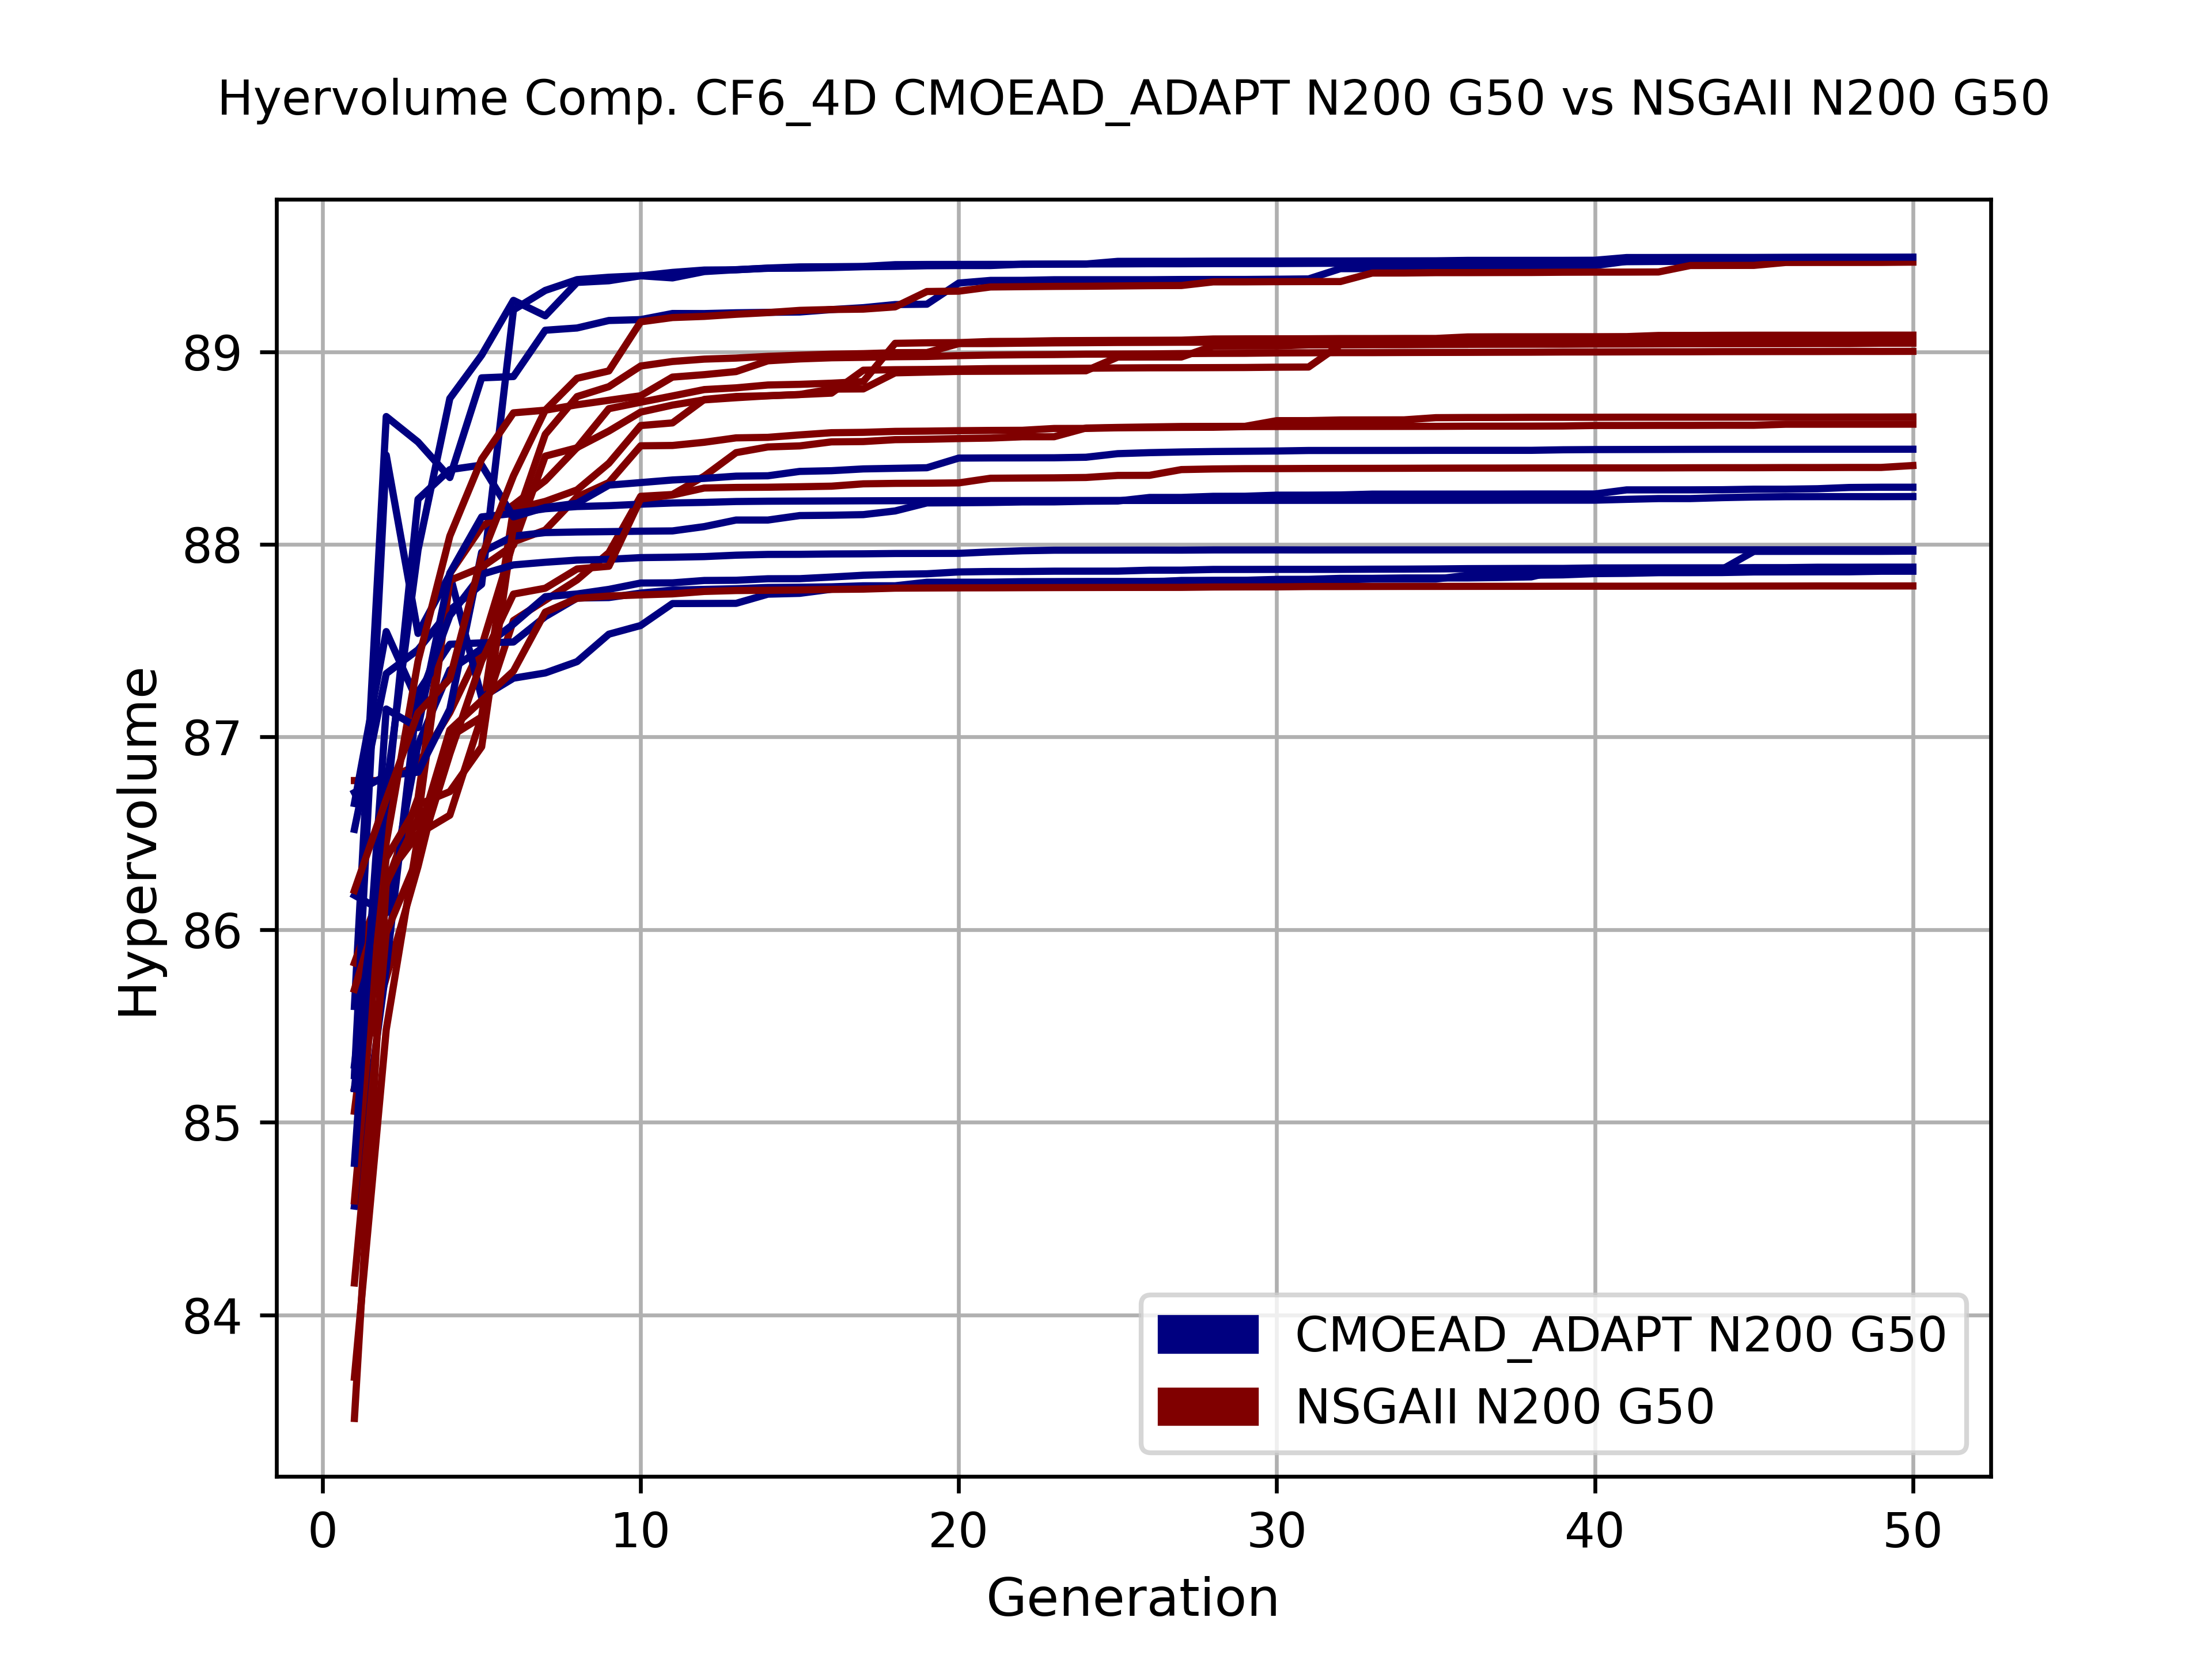 Hyervolume Comp. CF6_4D CMOEAD_ADAPT N200 G50 vs NSGAII N200 G50
Hypervolume
89
88
87
86
85
84
CMOEAD_ADAPT N200 G50
NSGAII N200 G50
0 10 20 30 40 50
Generation